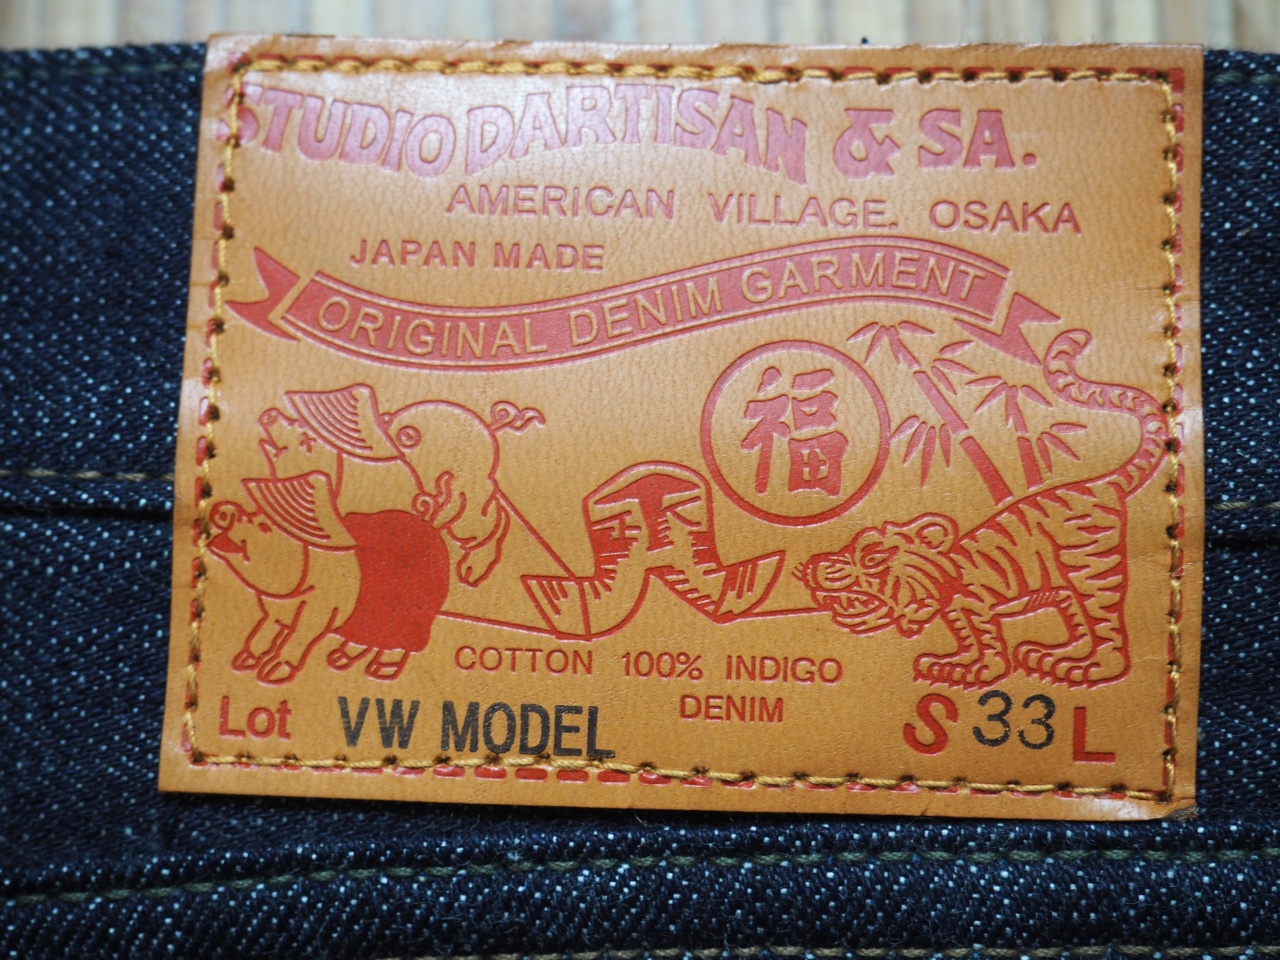 STUDIO DARTISAN & SA.
AMERICAN VILLAGE. OSAKA
JAPAN MADE
ORIGINAL DENIM GARMENT
福
COTTON 100% INDIGO
DENIM
Lot VW MODEL
S 33 L